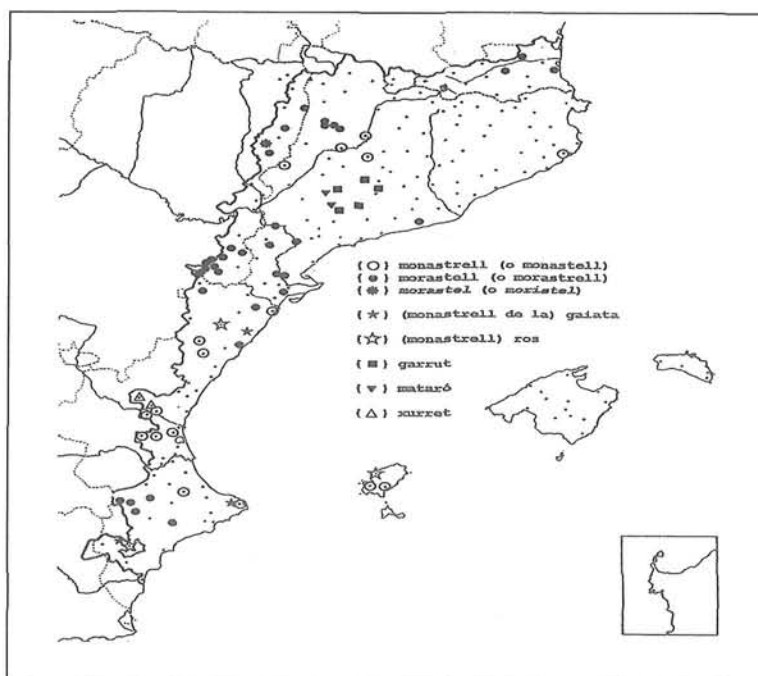 {⊙} monastrell (o monastell)
{●} morastell (o morastrell)
{✹} morastel (o moristel)
{★} (monastrell de la) gaiata
{☆} (monastrell) ros
{■} garrut
{▼} mataró
{△} xurret